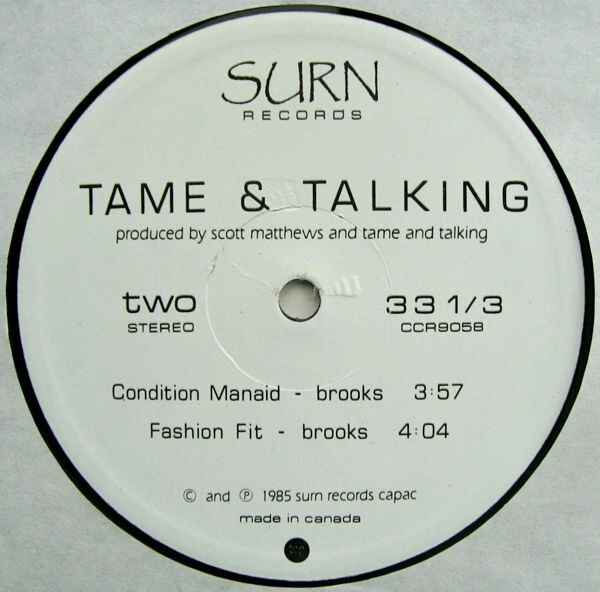 SURN
RECORDS
TAME & TALKING
produced by scott matthews and tame and talking
two 33 1/3
STEREO CCR9058
Condition Manaid - brooks 3:57
Fashion Fit - brooks 4:04
© and ℗ 1985 surn records capac
made in canada